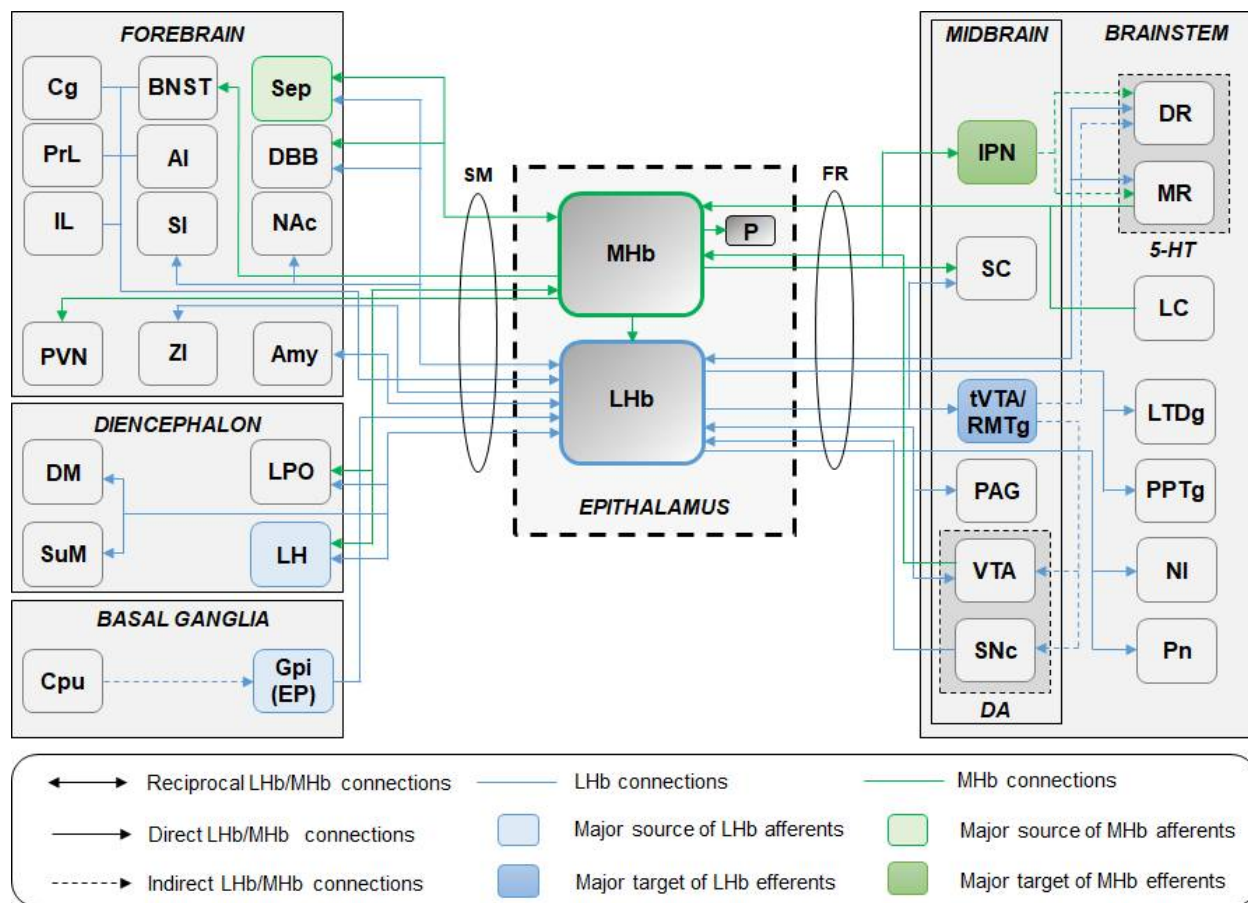 FOREBRAIN
Cg
BNST
Sep
PrL
AI
DBB
IL
SI
NAc
PVN
ZI
Amy
DIENCEPHALON
DM
LPO
SuM
LH
BASAL GANGLIA
Cpu
Gpi
(EP)
SM
MHb
P
LHb
EPITHALAMUS
FR
MIDBRAIN
BRAINSTEM
IPN
DR
MR
5-HT
SC
LC
tVTA/
RMTg
LTDg
PAG
PPTg
VTA
NI
SNc
Pn
DA
Reciprocal LHb/MHb connections
LHb connections
MHb connections
Direct LHb/MHb connections
Major source of LHb afferents
Major source of MHb afferents
Indirect LHb/MHb connections
Major target of LHb efferents
Major target of MHb efferents